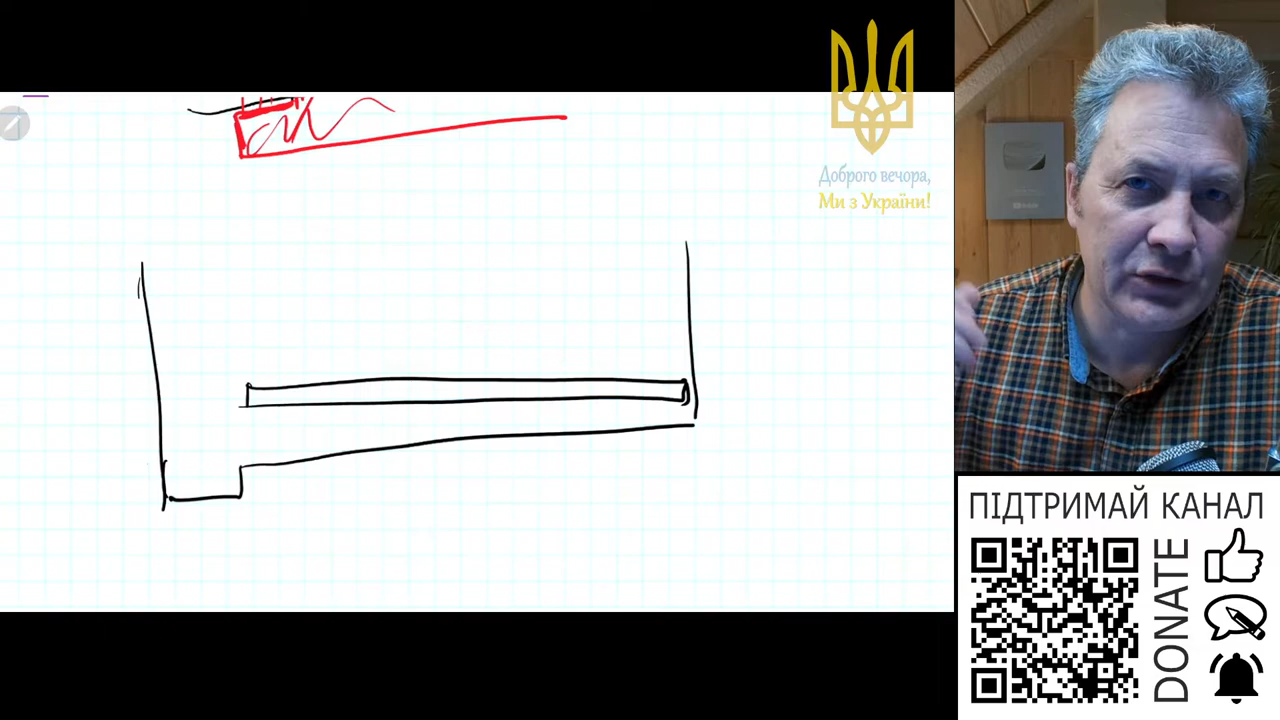 Доброго вечора,
Ми з України!
ПІДТРИМАЙ КАНАЛ
DONATE